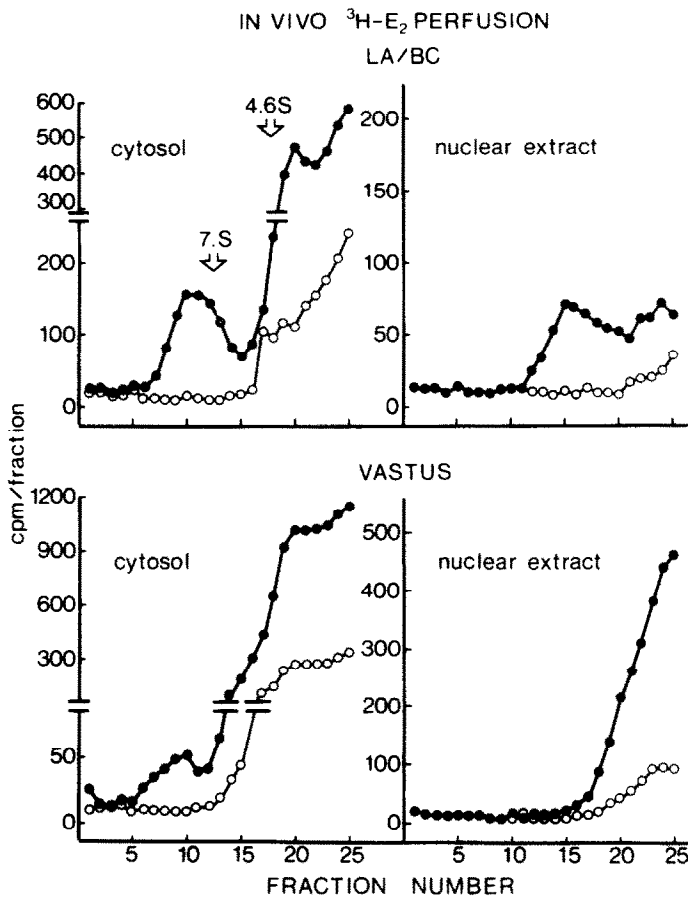 IN VIVO ³H-E₂ PERFUSION
LA/BC
600
500
400
300
200
100
0
cytosol
4.6S
7.S
200
150
100
50
0
nuclear extract
cpm/fraction
VASTUS
1200
900
600
300
50
0
cytosol
500
400
300
200
100
0
nuclear extract
5 10 15 20 25
5 10 15 20 25
FRACTION NUMBER